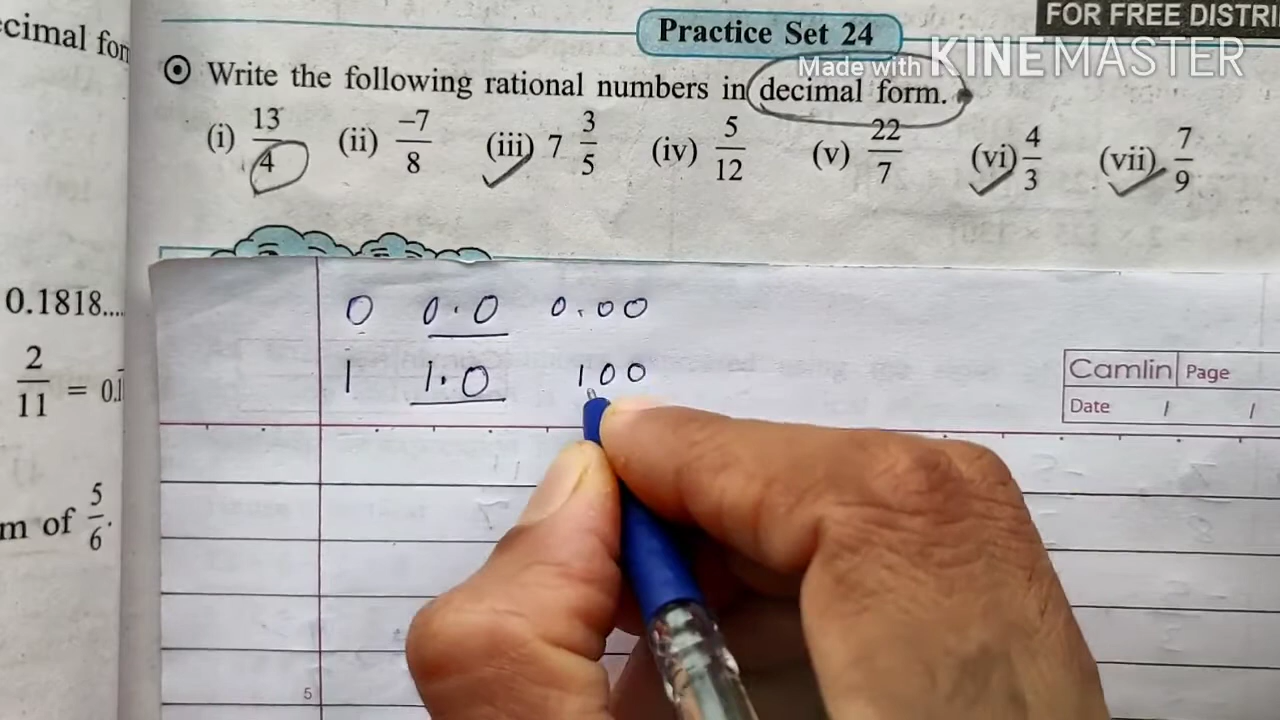 cimal for
FOR FREE DISTRI
Practice Set 24
Made with KINEMASTER
Write the following rational numbers in decimal form.
(i) 13/4 (ii) -7/8 (iii) 7 3/5 (iv) 5/12 (v) 22/7 (vi) 4/3 (vii) 7/9
0.1818....
2/11 = 0.1
m of 5/6.
0 0.0 0.00
1 1.0 100
Camlin Page
Date / /
5